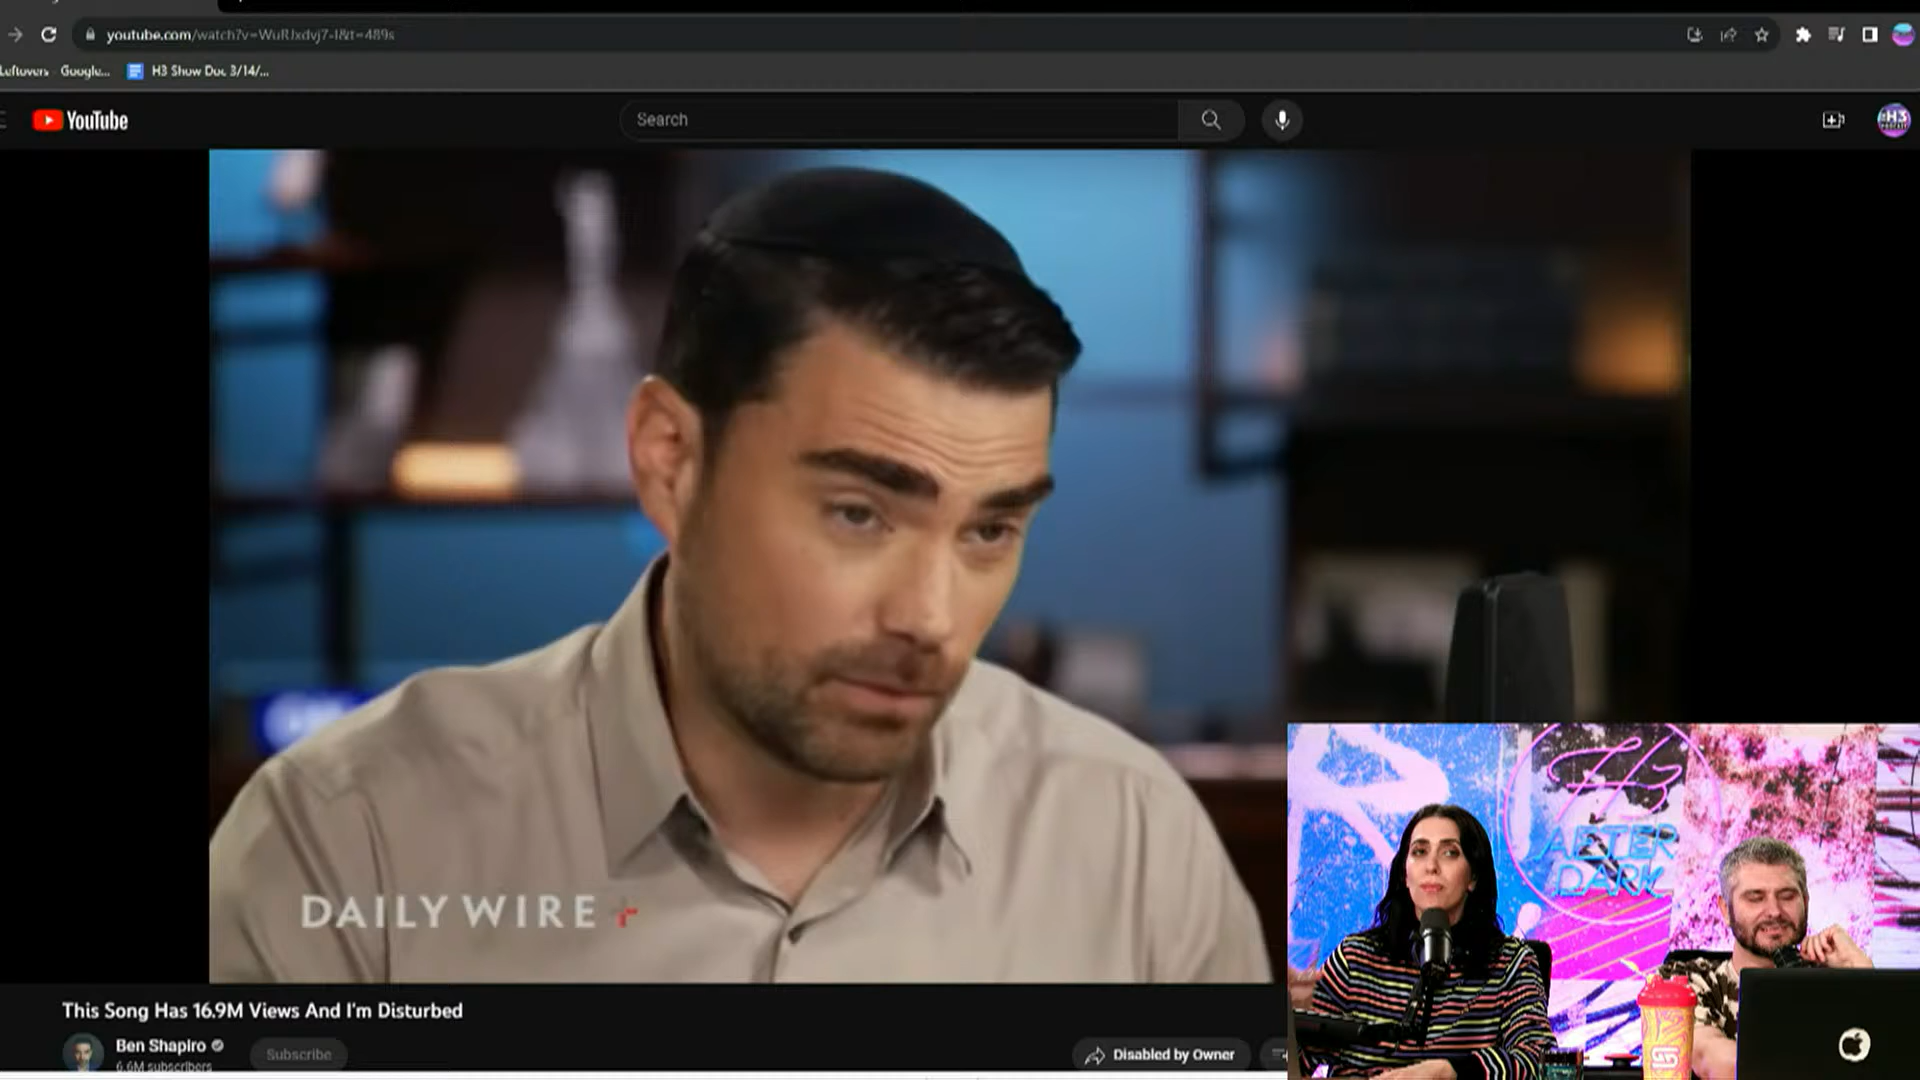 youtube.com/watch?v=WuRJxdvj7-I&t=489s
Leftovers - Google...
H3 Show Doc 3/14/...
YouTube
Search
H3
DAILY WIRE +
AFTER
DARK
This Song Has 16.9M Views And I'm Disturbed
Ben Shapiro
Subscribe
6.6M subscribers
Disabled by Owner